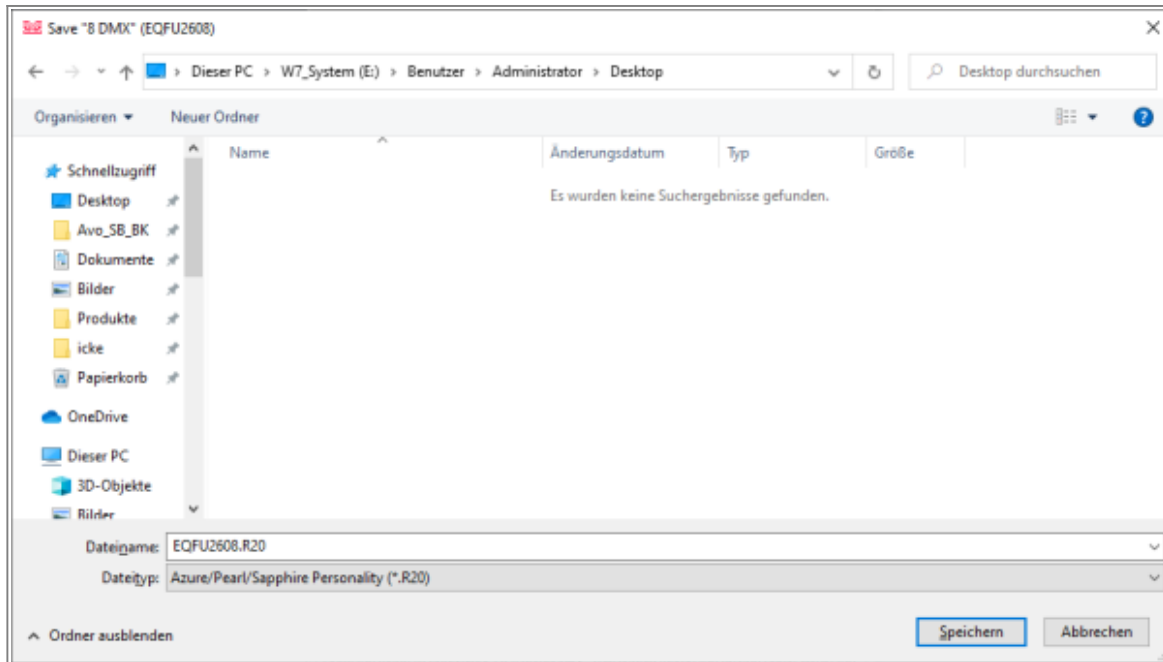 Save "8 DMX" (EQFU2608)
Dieser PC > W7_System (E:) > Benutzer > Administrator > Desktop
Desktop durchsuchen
Organisieren Neuer Ordner
Name Änderungsdatum Typ Größe
Es wurden keine Suchergebnisse gefunden.
Schnellzugriff
Desktop
Avo_SB_BK
Dokumente
Bilder
Produkte
icke
Papierkorb
OneDrive
Dieser PC
3D-Objekte
Bilder
Dateiname: EQFU2608.R20
Dateityp: Azure/Pearl/Sapphire Personality (*.R20)
Ordner ausblenden
Speichern Abbrechen